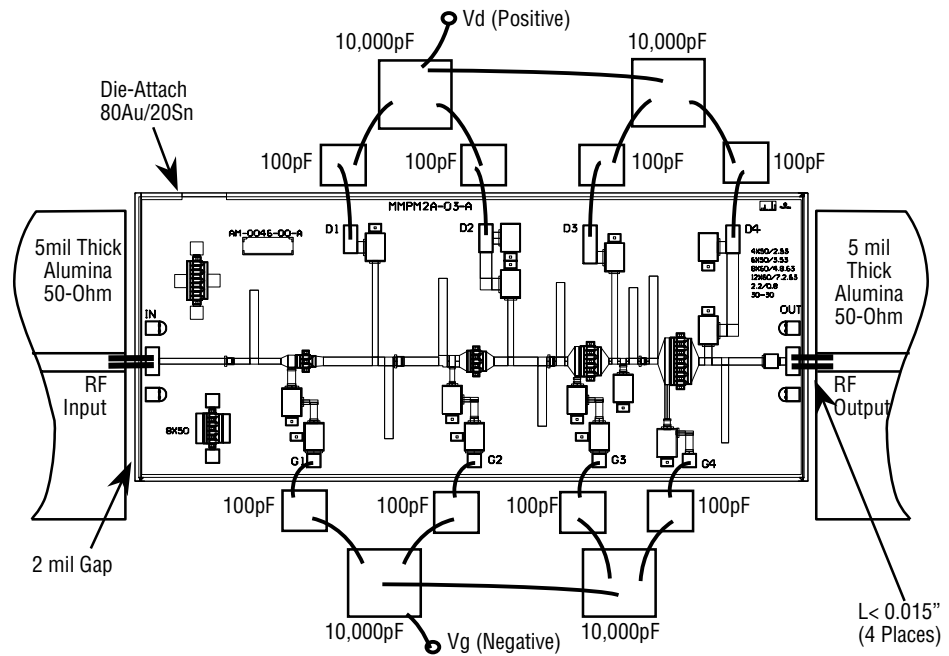 Vd (Positive)
10,000pF
10,000pF
Die-Attach
80Au/20Sn
100pF
100pF
100pF
100pF
MMPM2A-03-A
AM-0046-00-A
D1
D2
D3
D4
4X50/2.53
6X50/3.53
8X60/4.8.63
12X60/7.2.63
2.2/0.8
30-30
5mil Thick
Alumina
50-Ohm
5 mil
Thick
Alumina
50-Ohm
IN
OUT
RF
Input
RF
Output
8X50
G1
G2
G3
G4
100pF
100pF
100pF
100pF
2 mil Gap
L< 0.015”
(4 Places)
10,000pF
10,000pF
Vg (Negative)